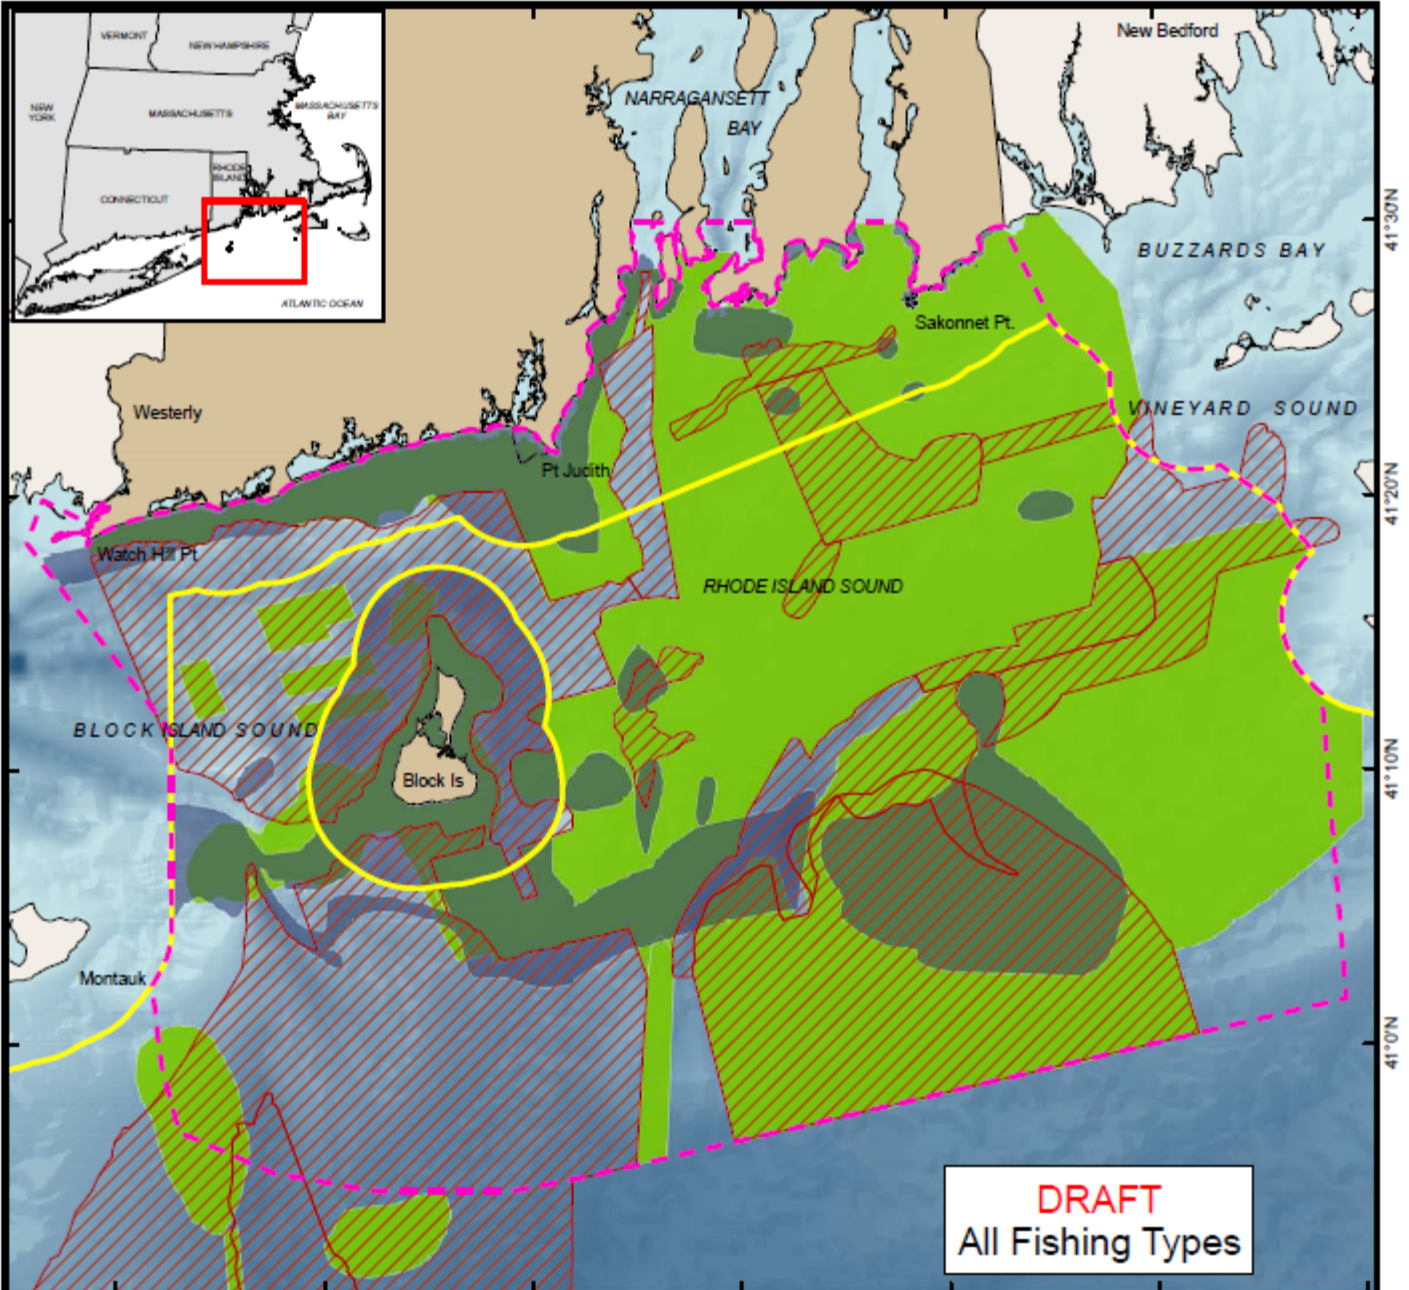 VERMONT
NEW HAMPSHIRE
NEW
YORK
MASSACHUSETTS
MASSACHUSETTS
BAY
RHODE
ISLAND
CONNECTICUT
ATLANTIC OCEAN
New Bedford
NARRAGANSETT
BAY
41°30'N
BUZZARDS BAY
Sakonnet Pt.
Westerly
VINEYARD SOUND
Pt Judith
41°20'N
Watch Hill Pt
RHODE ISLAND SOUND
BLOCK ISLAND SOUND
Block Is
41°10'N
Montauk
41°0'N
DRAFT
All Fishing Types